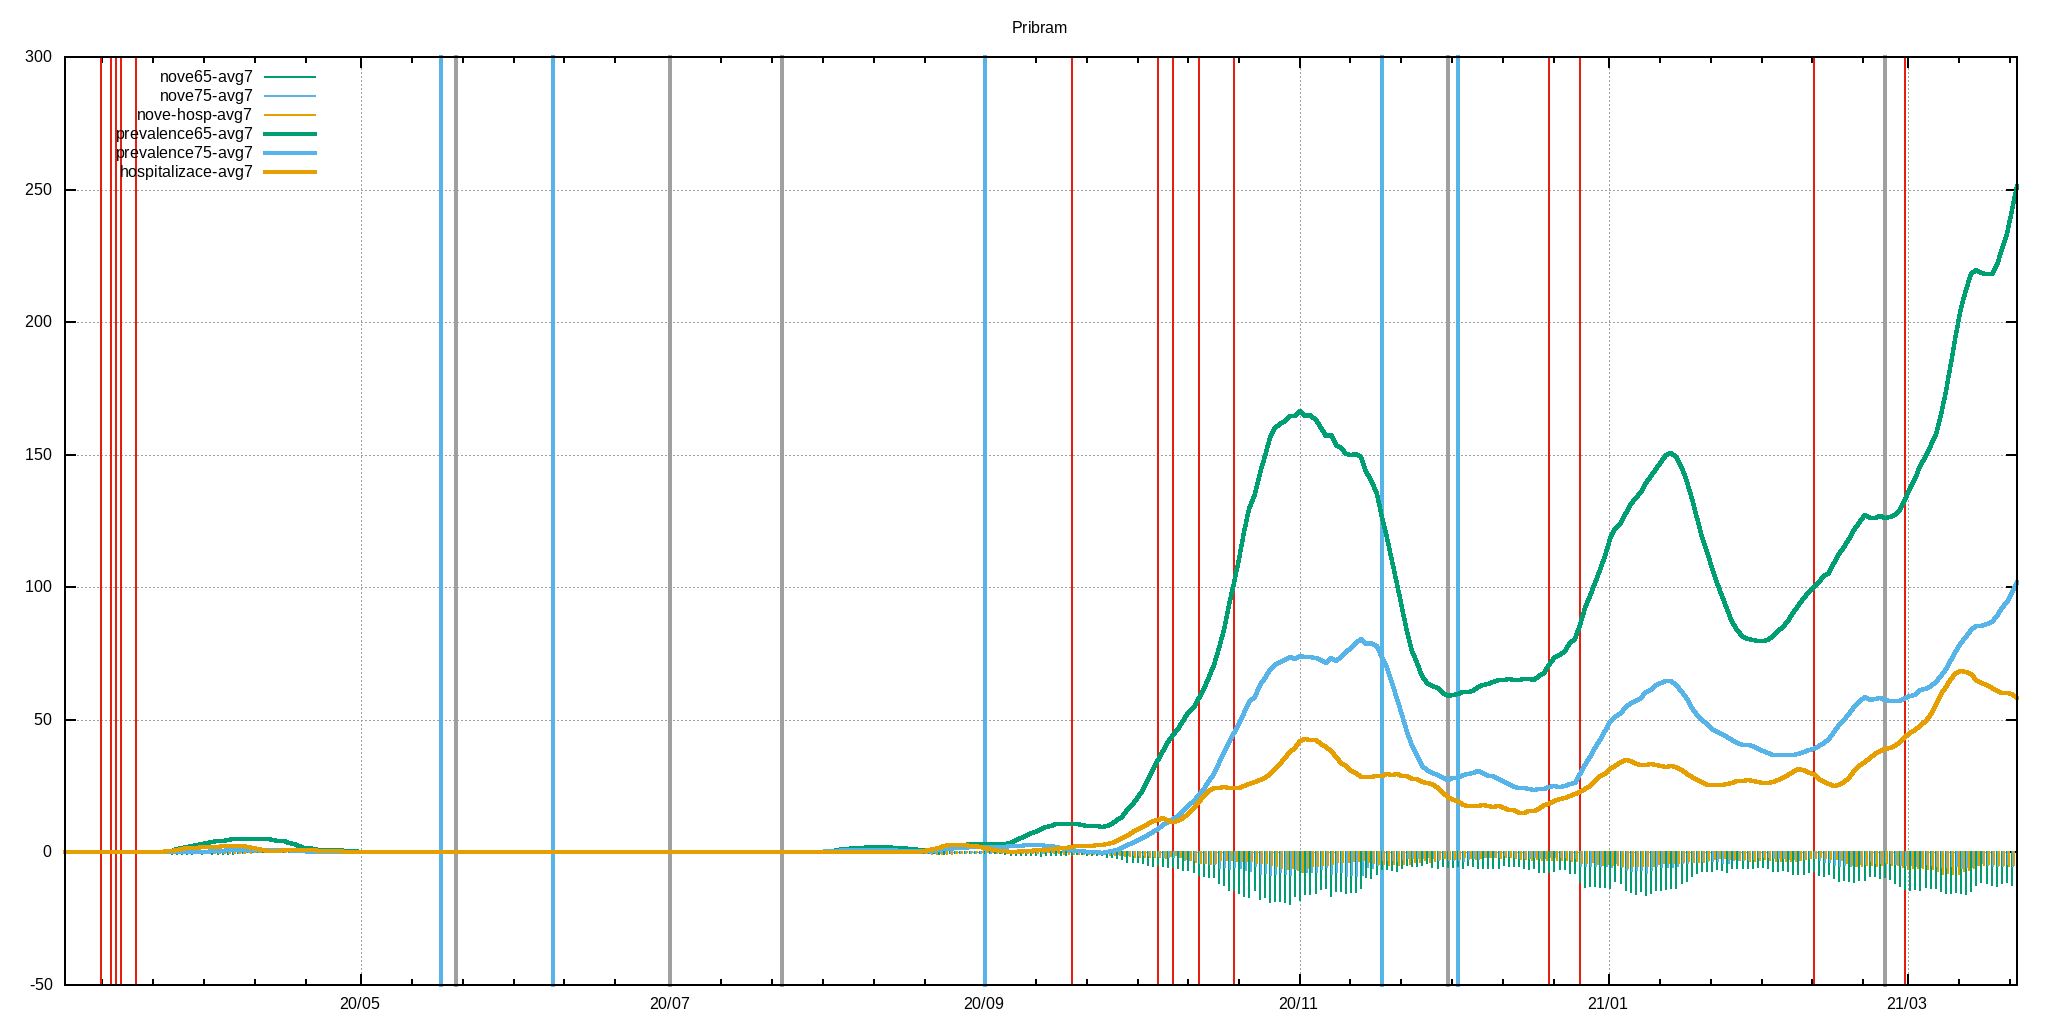 Pribram
300
nove65-avg7
nove75-avg7
nove-hosp-avg7
prevalence65-avg7
prevalence75-avg7
hospitalizace-avg7
250
200
150
100
50
0
-50
20/05 20/07 20/09 20/11 21/01 21/03